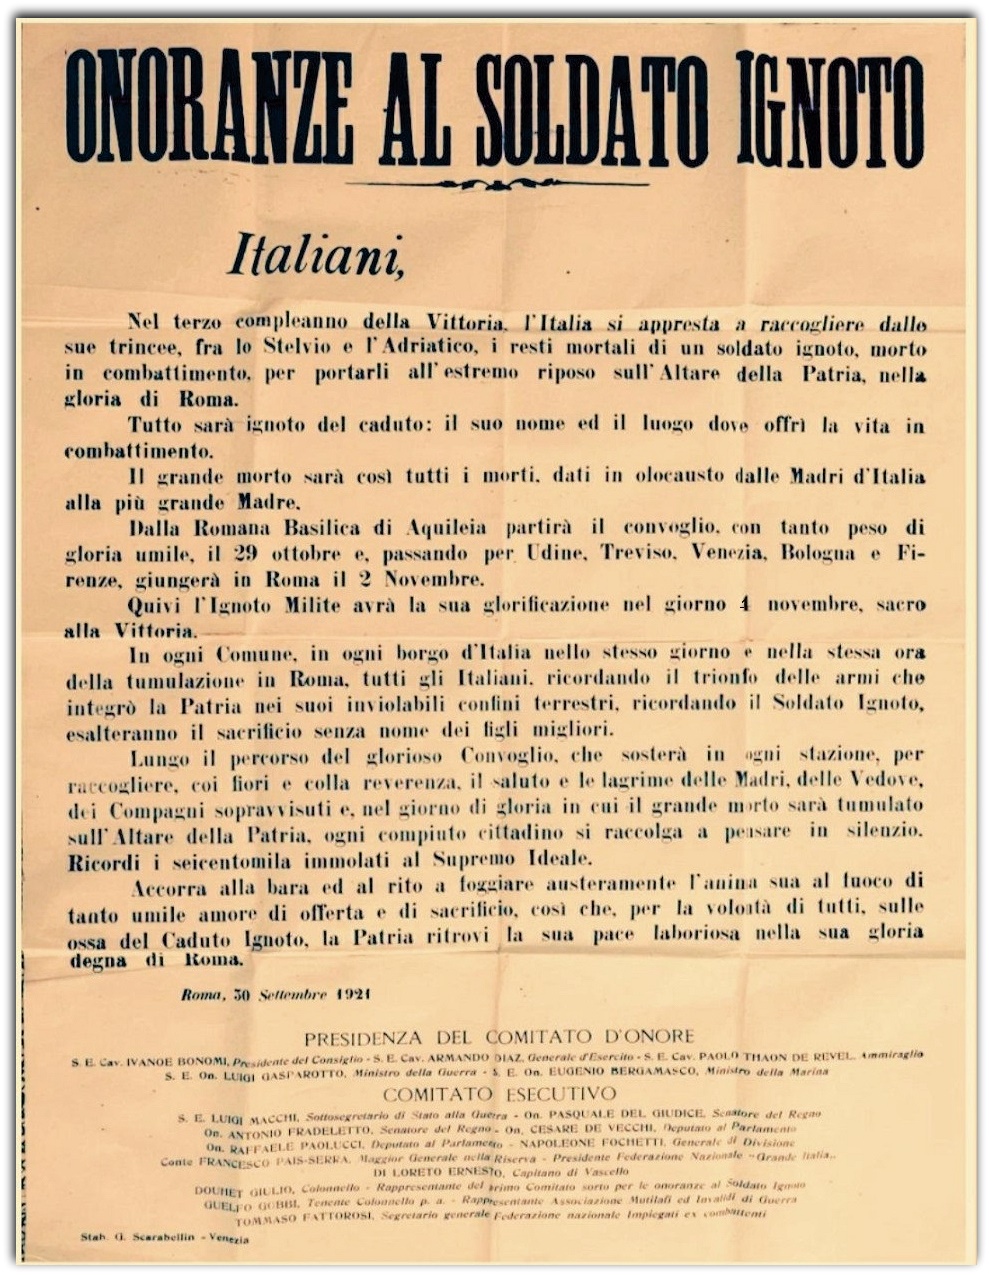 ONORANZE AL SOLDATO IGNOTO
Italiani,
Nel terzo compleanno della Vittoria, l'Italia si appresta a raccogliere dalle
sue trincee, fra lo Stelvio e l'Adriatico, i resti mortali di un soldato ignoto, morto
in combattimento, per portarli all'estremo riposo sull'Altare della Patria, nella
gloria di Roma.
Tutto sarà ignoto del caduto: il suo nome ed il luogo dove offrì la vita in
combattimento.
Il grande morto sarà così tutti i morti, dati in olocausto dalle Madri d'Italia
alla più grande Madre.
Dalla Romana Basilica di Aquileia partirà il convoglio, con tanto peso di
gloria umile, il 29 ottobre e, passando per Udine, Treviso, Venezia, Bologna e Fi-
renze, giungerà in Roma il 2 Novembre.
Quivi l'Ignoto Milite avrà la sua glorificazione nel giorno 4 novembre, sacro
alla Vittoria.
In ogni Comune, in ogni borgo d'Italia nello stesso giorno e nella stessa ora
della tumulazione in Roma, tutti gli Italiani, ricordando il trionfo delle armi che
integrò la Patria nei suoi inviolabili confini terrestri, ricordando il Soldato Ignoto,
esalteranno il sacrificio senza nome dei figli migliori.
Lungo il percorso del glorioso Convoglio, che sosterà in ogni stazione, per
raccogliere, coi fiori e colla reverenza, il saluto e le lagrime delle Madri, delle Vedove,
dei Compagni sopravvisuti e, nel giorno di gloria in cui il grande morto sarà tumulato
sull'Altare della Patria, ogni compiuto cittadino si raccolga a pensare in silenzio.
Ricordi i seicentomila immolati al Supremo Ideale.
Accorra alla bara ed al rito a foggiare austeramente l'anina sua al fuoco di
tanto umile amore di offerta e di sacrificio, così che, per la volontà di tutti, sulle
ossa del Caduto Ignoto, la Patria ritrovi la sua pace laboriosa nella sua gloria
degna di Roma.
Roma, 30 Settembre 1921
PRESIDENZA DEL COMITATO D'ONORE
S. E. Cav. IVANOE BONOMI, Presidente del Consiglio - S. E. Cav. ARMANDO DIAZ, Generale d'Esercito - S. E. Cav. PAOLO THAON DE REVEL, Ammiraglio
S. E. On. LUIGI GASPAROTTO, Ministro della Guerra - S. E. On. EUGENIO BERGAMASCO, Ministro della Marina
COMITATO ESECUTIVO
S. E. LUIGI MACCHI, Sottosegretario di Stato alla Guerra - On. PASQUALE DEL GIUDICE, Senatore del Regno
On. ANTONIO FRADELETTO, Senatore del Regno - On. CESARE DE VECCHI, Deputato al Parlamento
On. RAFFAELE PAOLUCCI, Deputato al Parlamento - NAPOLEONE FOCHETTI, Generale di Divisione
Conte FRANCESCO PAIS-SERRA, Maggior Generale nella Riserva - Presidente Federazione Nazionale "Grande Italia"
DI LORETO ERNESTO, Capitano di Vascello
DOUHET GIULIO, Colonnello - Rappresentante del primo Comitato sorto per le onoranze al Soldato Ignoto
GUELFO GOBBI, Tenente Colonnello p. a. - Rappresentante Associazione Mutilati ed Invalidi di Guerra
TOMMASO FATTOROSI, Segretario generale Federazione nazionale Impiegati ex combattenti
Stab. G. Scarabellin - Venezia